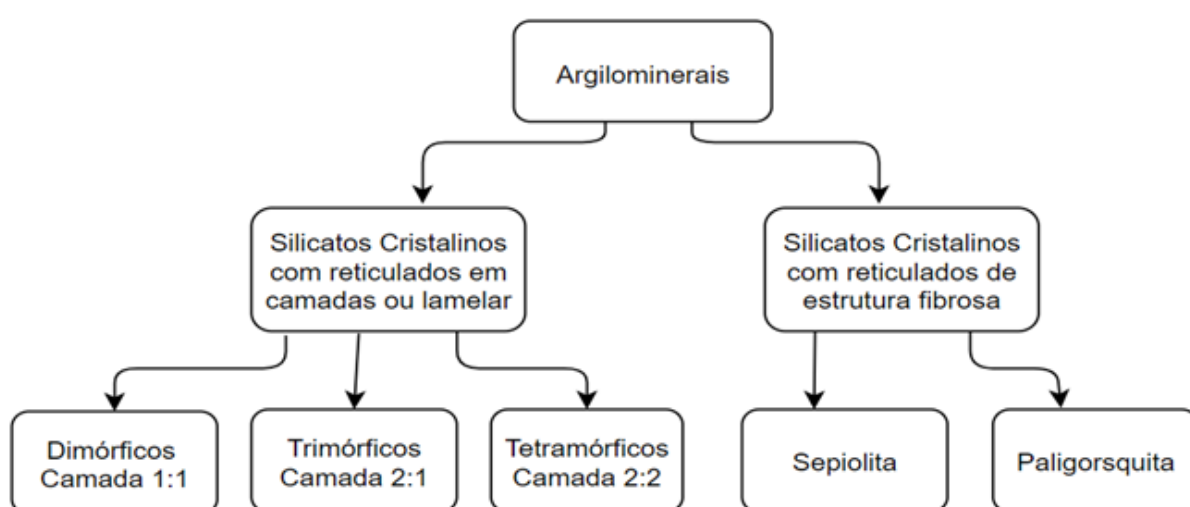 Argilominerais
Silicatos Cristalinos
com reticulados em
camadas ou lamelar
Silicatos Cristalinos
com reticulados de
estrutura fibrosa
Dimórficos
Camada 1:1
Trimórficos
Camada 2:1
Tetramórficos
Camada 2:2
Sepiolita
Paligorsquita